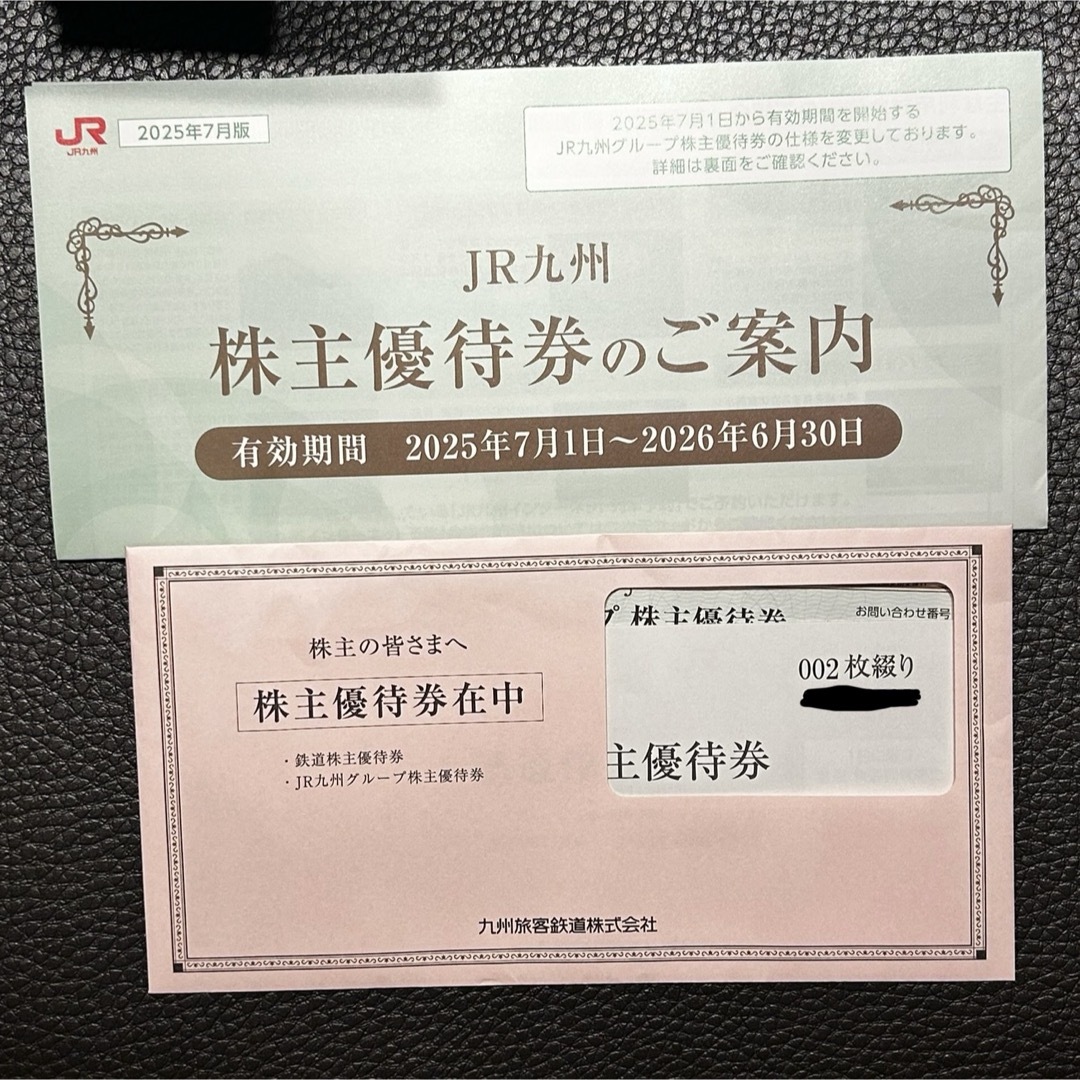 JR
JR九州
2025年7月版
2025年7月1日から有効期間を開始する
JR九州グループ株主優待券の仕様を変更しております。
詳細は裏面をご確認ください。
JR九州
株主優待券のご案内
有効期間 2025年7月1日〜2026年6月30日
株主の皆さまへ
株主優待券在中
・鉄道株主優待券
・JR九州グループ株主優待券
プ 株主優待券
お問い合わせ番号
002枚綴り
主優待券
九州旅客鉄道株式会社